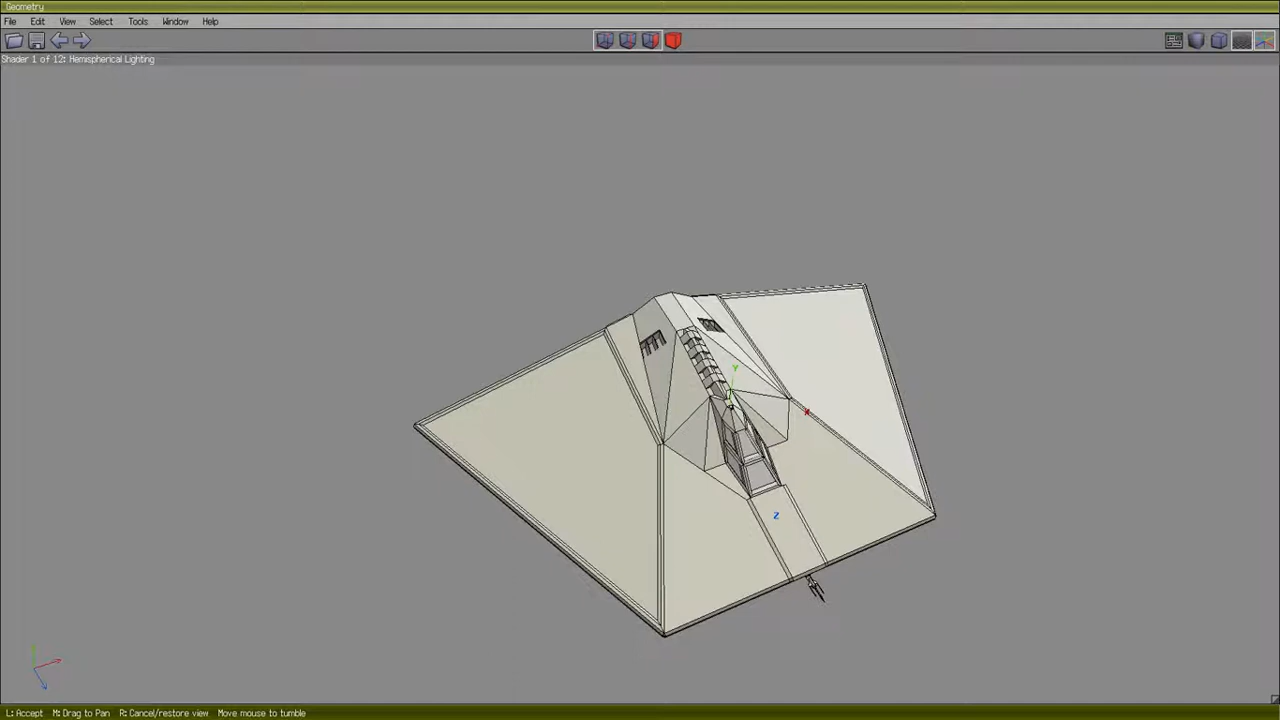 Geometry
File Edit View Select Tools Window Help
Shader 1 of 12: Hemispherical Lighting
Y
X
Z
L: Accept M: Drag to Pan R: Cancel/restore view Move mouse to tumble